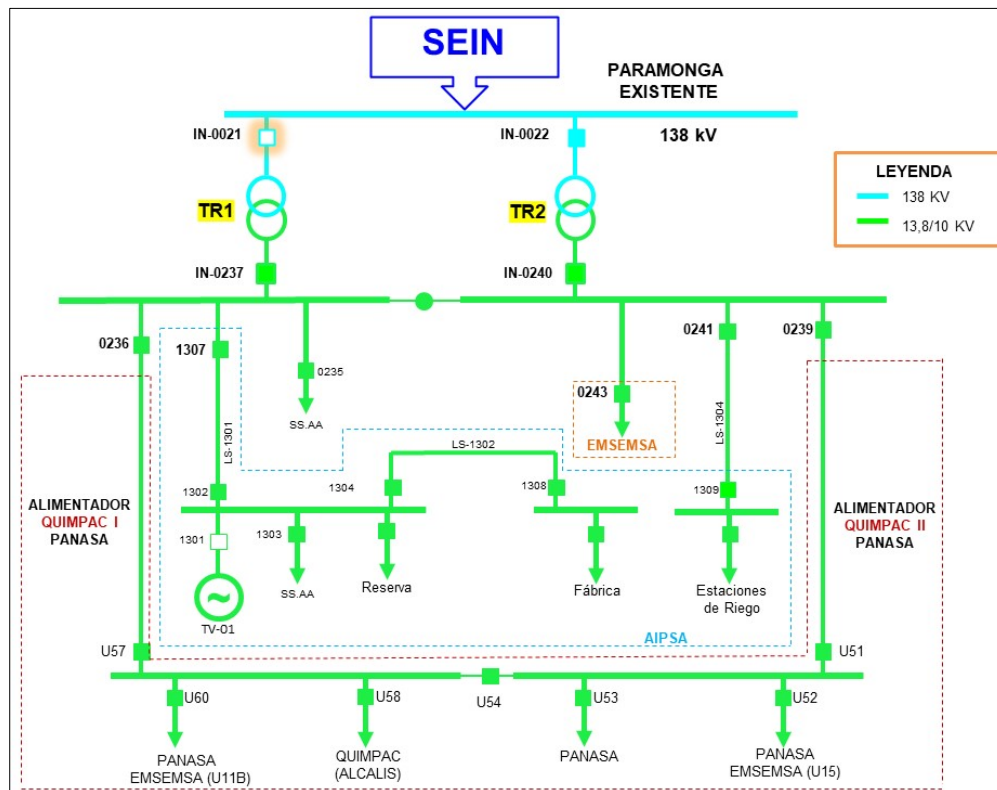 SEIN
PARAMONGA
EXISTENTE
IN-0021
IN-0022
138 kV
LEYENDA
138 KV
13,8/10 KV
TR1
TR2
IN-0237
IN-0240
0236
1307
0235
SS.AA
0243
EMSEMSA
0241
0239
LS-1301
LS-1302
LS-1304
1302
1304
1308
1309
1301
1303
SS.AA
Reserva
Fábrica
Estaciones
de Riego
TV-01
AIPSA
ALIMENTADOR
QUIMPAC I
PANASA
ALIMENTADOR
QUIMPAC II
PANASA
U57
U51
U60
U58
U54
U53
U52
PANASA
EMSEMSA (U11B)
QUIMPAC
(ALCALIS)
PANASA
PANASA
EMSEMSA (U15)